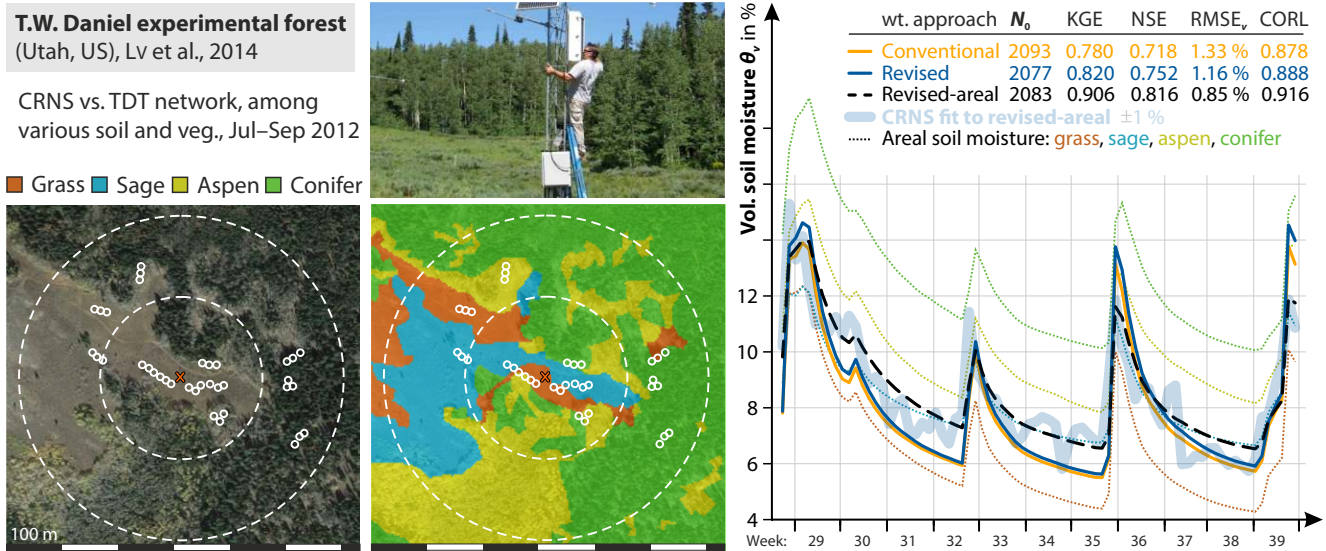 T.W. Daniel experimental forest
(Utah, US), Lv et al., 2014
CRNS vs. TDT network, among
various soil and veg., Jul–Sep 2012
Grass Sage Aspen Conifer
100 m
Vol. soil moisture θv in %
wt. approach N0 KGE NSE RMSEv CORL
Conventional 2093 0.780 0.718 1.33 % 0.878
Revised 2077 0.820 0.752 1.16 % 0.888
Revised-areal 2083 0.906 0.816 0.85 % 0.916
CRNS fit to revised-areal ±1 %
Areal soil moisture: grass, sage, aspen, conifer
12
10
8
6
4
Week: 29 30 31 32 33 34 35 36 37 38 39